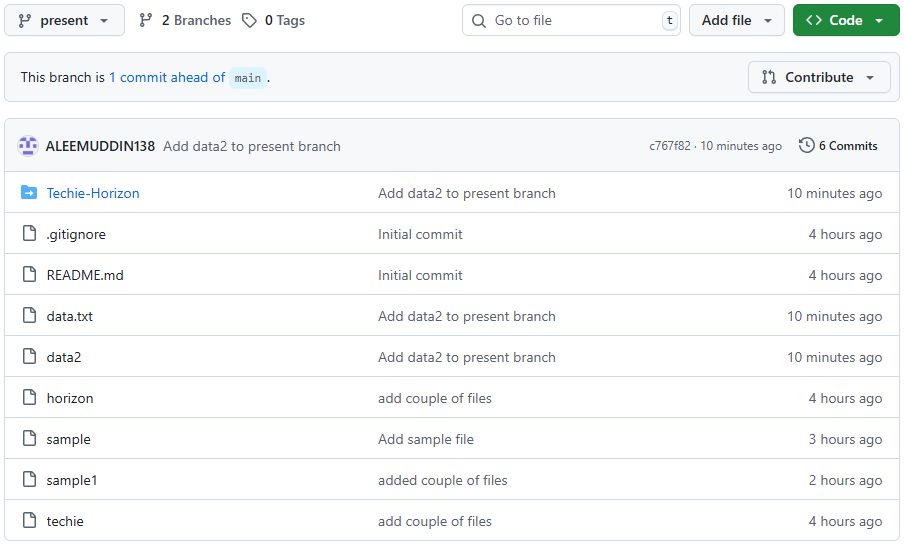 present 2 Branches 0 Tags Go to file t Add file Code
This branch is 1 commit ahead of main .
Contribute
ALEEMUDDIN138 Add data2 to present branch c767f82 · 10 minutes ago 6 Commits
Techie-Horizon Add data2 to present branch 10 minutes ago
.gitignore Initial commit 4 hours ago
README.md Initial commit 4 hours ago
data.txt Add data2 to present branch 10 minutes ago
data2 Add data2 to present branch 10 minutes ago
horizon add couple of files 4 hours ago
sample Add sample file 3 hours ago
sample1 added couple of files 2 hours ago
techie add couple of files 4 hours ago